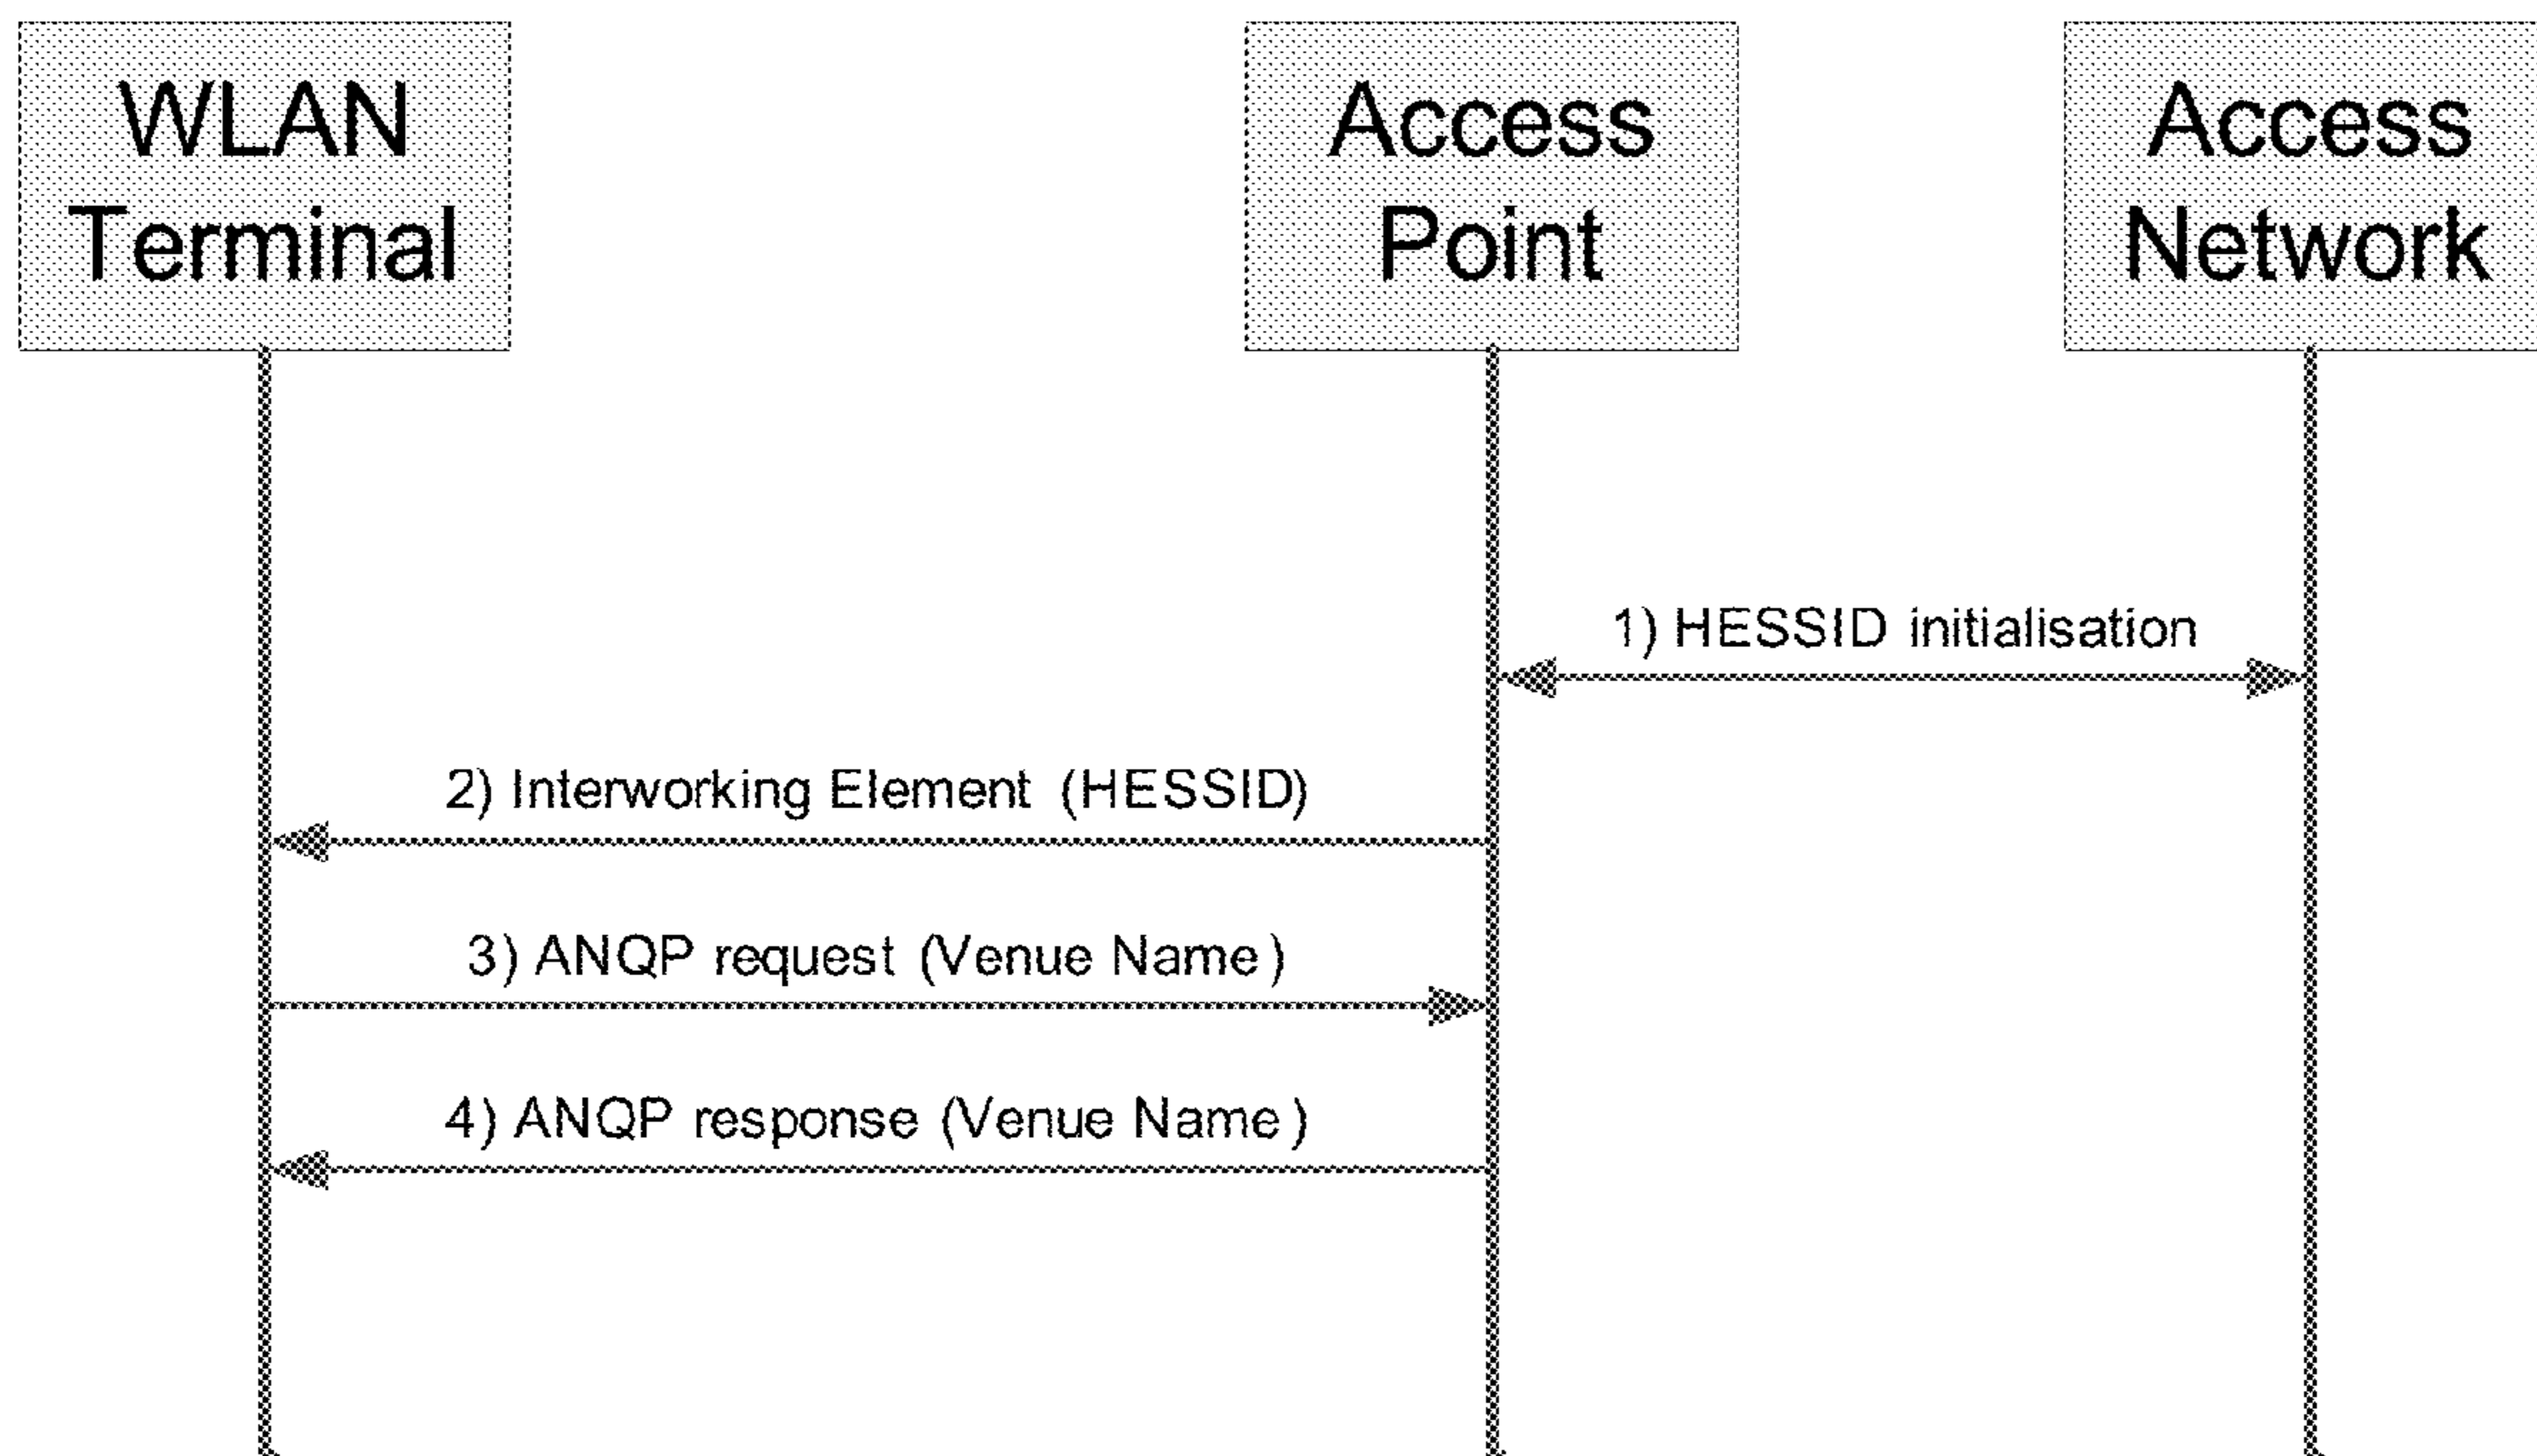 WLAN
Terminal
Access
Point
Access
Network
1) HESSID initialisation
2) Interworking Element (HESSID)
3) ANQP request (Venue Name)
4) ANQP response (Venue Name)